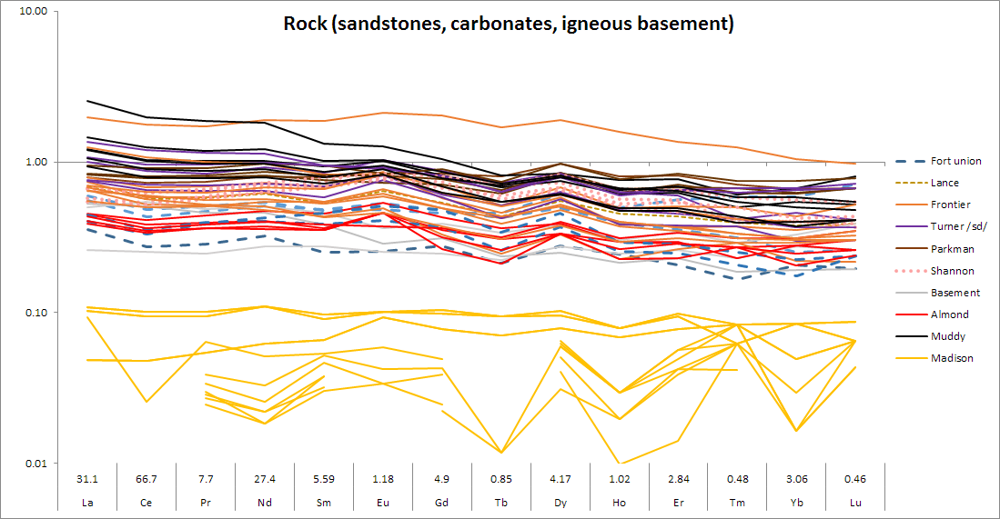 Rock (sandstones, carbonates, igneous basement)
10.00
1.00
0.10
0.01
Fort union
Lance
Frontier
Turner /sd/
Parkman
Shannon
Basement
Almond
Muddy
Madison
31.1 66.7 7.7 27.4 5.59 1.18 4.9 0.85 4.17 1.02 2.84 0.48 3.06 0.46
La Ce Pr Nd Sm Eu Gd Tb Dy Ho Er Tm Yb Lu